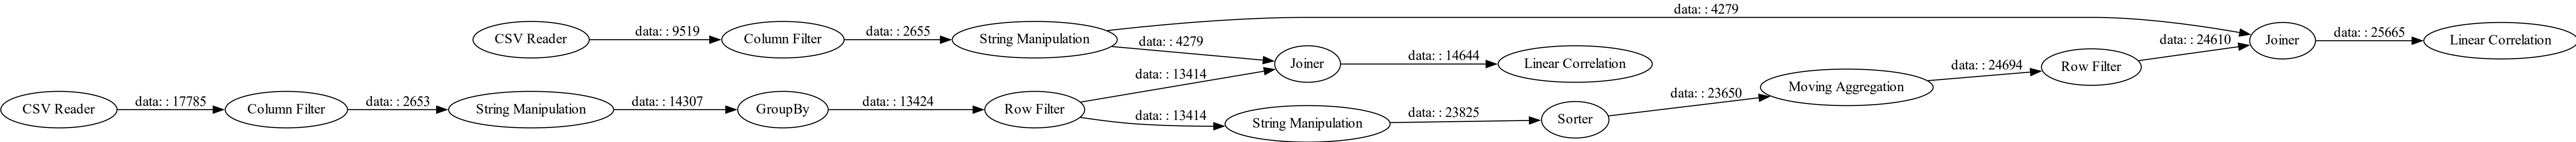 data: : 4279
CSV Reader
data: : 9519
Column Filter
data: : 2655
String Manipulation
data: : 4279
Joiner
data: : 14644
Linear Correlation
data: : 24610
Joiner
data: : 25665
Linear Correlation
CSV Reader
data: : 17785
Column Filter
data: : 2653
String Manipulation
data: : 14307
GroupBy
data: : 13424
Row Filter
data: : 13414
data: : 13414
String Manipulation
data: : 23825
Sorter
data: : 23650
Moving Aggregation
data: : 24694
Row Filter